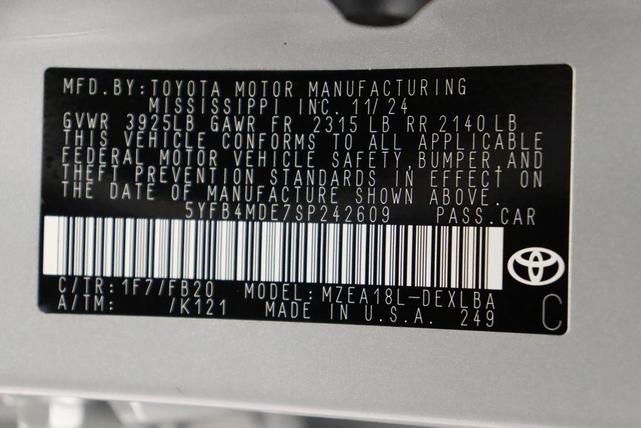 MFD. BY: TOYOTA MOTOR MANUFACTURING
MISSISSIPPI INC. 11/24
GVWR 3925LB GAWR FR 2315 LB RR 2140 LB
THIS VEHICLE CONFORMS TO ALL APPLICABLE
FEDERAL MOTOR VEHICLE SAFETY, BUMPER, AND
THEFT PREVENTION STANDARDS IN EFFECT ON
THE DATE OF MANUFACTURE SHOWN ABOVE.
5YFB4MDE7SP242609 PASS. CAR
C/TR: 1F7/FB20 MODEL: MZEA18L-DEXLBA
A/TM: /K121 MADE IN U.S.A. 249 C